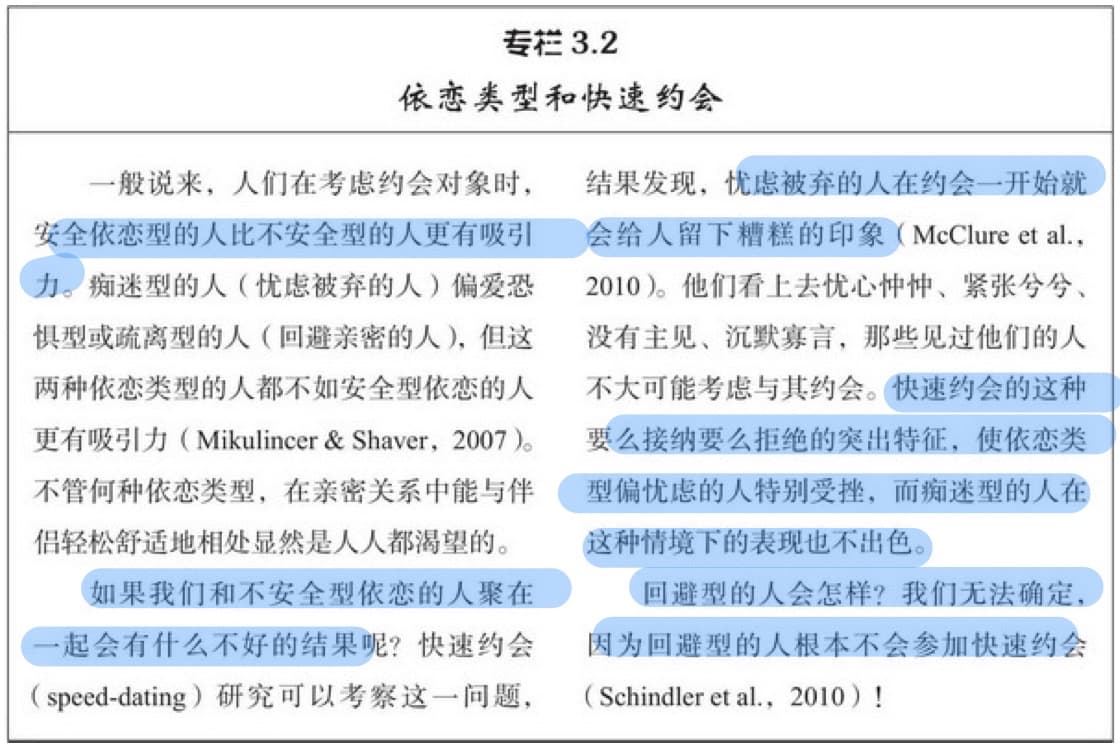 专栏 3.2
依恋类型和快速约会
一般说来，人们在考虑约会对象时，
安全依恋型的人比不安全型的人更有吸引
力。痴迷型的人（忧虑被弃的人）偏爱恐
惧型或疏离型的人（回避亲密的人），但这
两种依恋类型的人都不如安全型依恋的人
更有吸引力（Mikulincer & Shaver，2007）。
不管何种依恋类型，在亲密关系中能与伴
侣轻松舒适地相处显然是人人都渴望的。
如果我们和不安全型依恋的人聚在
一起会有什么不好的结果呢？快速约会
（speed-dating）研究可以考察这一问题，
结果发现，忧虑被弃的人在约会一开始就
会给人留下糟糕的印象（McClure et al.，
2010）。他们看上去忧心忡忡、紧张兮兮、
没有主见、沉默寡言，那些见过他们的人
不大可能考虑与其约会。快速约会的这种
要么接纳要么拒绝的突出特征，使依恋类
型偏忧虑的人特别受挫，而痴迷型的人在
这种情境下的表现也不出色。
回避型的人会怎样？我们无法确定，
因为回避型的人根本不会参加快速约会
（Schindler et al.，2010）！